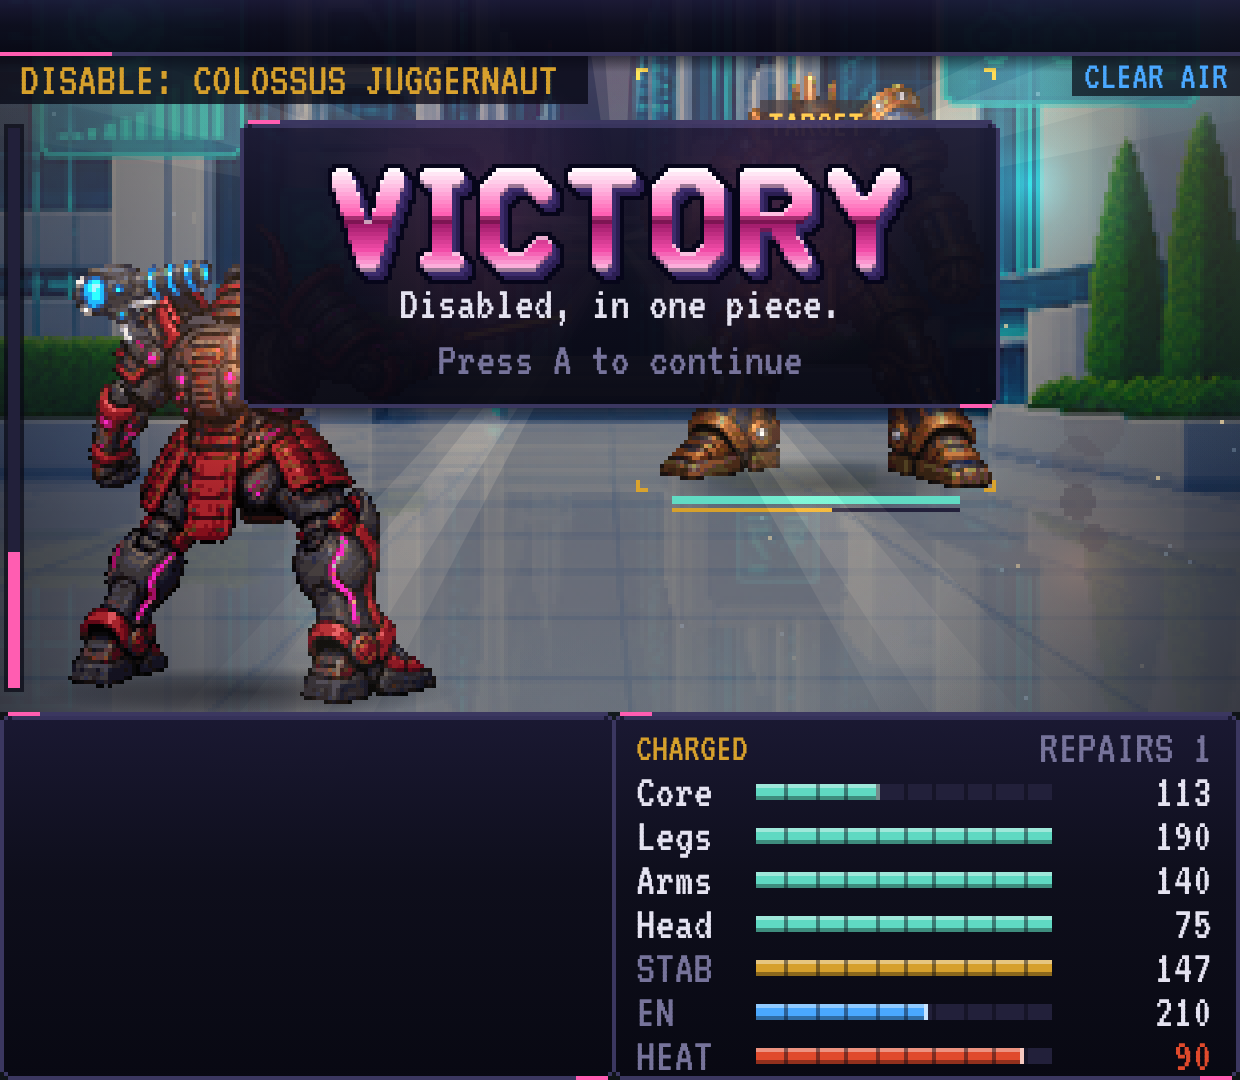 DISABLE: COLOSSUS JUGGERNAUT
CLEAR AIR
TARGET
VICTORY
Disabled, in one piece.
Press A to continue
CHARGED
REPAIRS 1
Core 113
Legs 190
Arms 140
Head 75
STAB 147
EN 210
HEAT 90